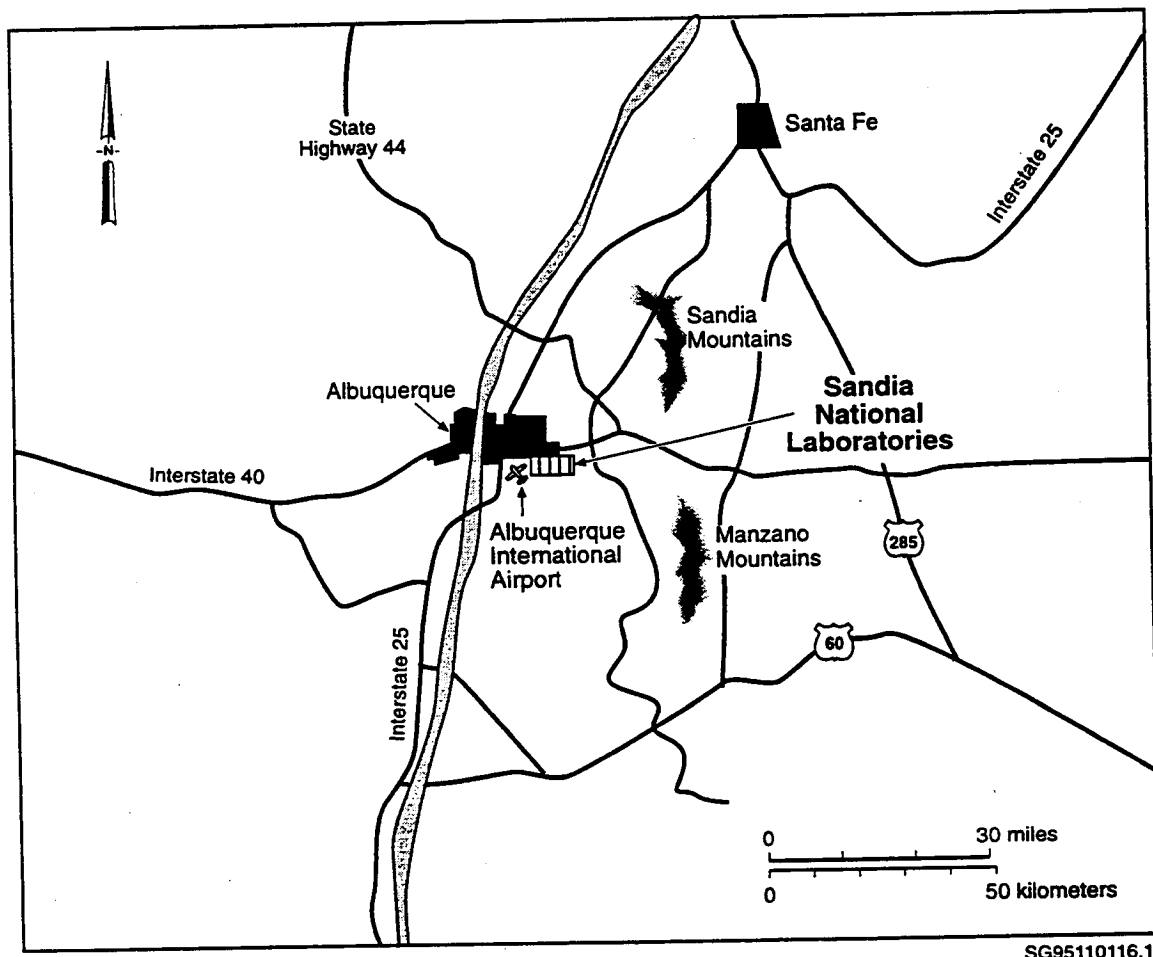 -N-
State
Highway 44
Santa Fe
Interstate 25
Sandia
Mountains
Albuquerque
Sandia
National
Laboratories
Interstate 40
Albuquerque
International
Airport
Manzano
Mountains
285
60
Interstate 25
0
30 miles
0
50 kilometers
SG95110116.1